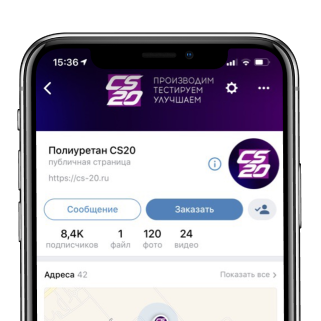 15:36
CS
20
ПРОИЗВОДИМ
ТЕСТИРУЕМ
УЛУЧШАЕМ
Полиуретан CS20
публичная страница
https://cs-20.ru
CS
20
Сообщение
Заказать
8,4K 1 120 24
подписчиков файл фото видео
Адреса 42 Показать все